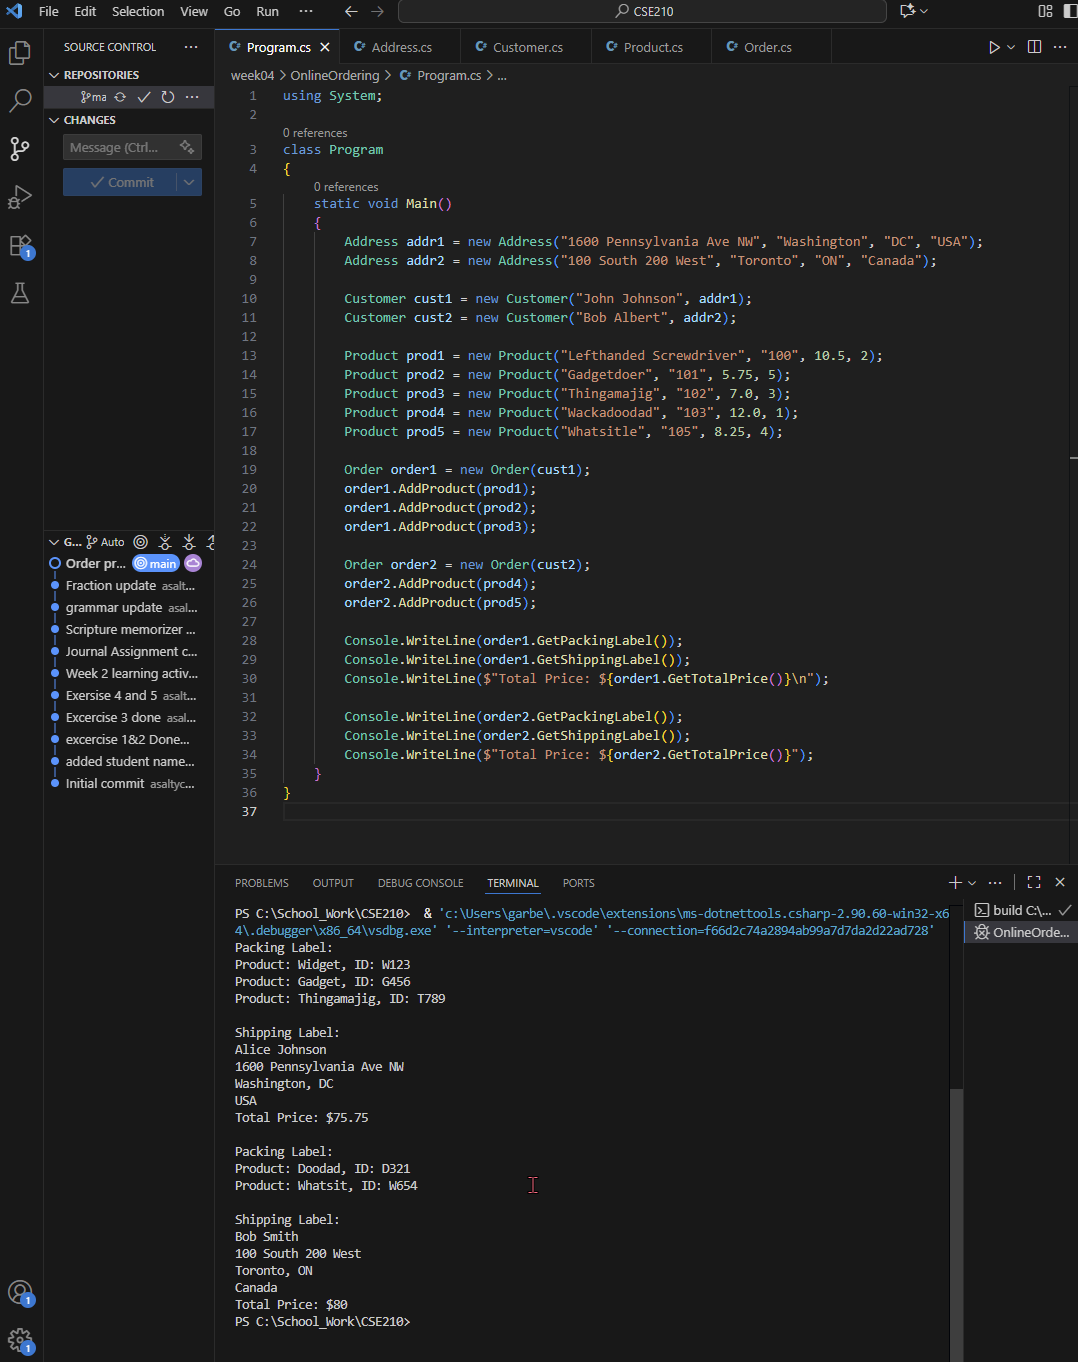 File Edit Selection View Go Run ··· CSE210
SOURCE CONTROL ···
REPOSITORIES
ma ···
CHANGES
Message (Ctrl...
Commit
G... Auto
Order pr... main
Fraction update asalt...
grammar update asal...
Scripture memorizer ...
Journal Assignment c...
Week 2 learning activ...
Exersise 4 and 5 asalt...
Excercise 3 done asal...
excercise 1&2 Done...
added student name...
Initial commit asaltyc...
1
1
1
Program.cs Address.cs Customer.cs Product.cs Order.cs
week04 > OnlineOrdering > Program.cs > ...
1 using System;
2
0 references
3 class Program
4 {
0 references
5 static void Main()
6 {
7 Address addr1 = new Address("1600 Pennsylvania Ave NW", "Washington", "DC", "USA");
8 Address addr2 = new Address("100 South 200 West", "Toronto", "ON", "Canada");
9
10 Customer cust1 = new Customer("John Johnson", addr1);
11 Customer cust2 = new Customer("Bob Albert", addr2);
12
13 Product prod1 = new Product("Lefthanded Screwdriver", "100", 10.5, 2);
14 Product prod2 = new Product("Gadgetdoer", "101", 5.75, 5);
15 Product prod3 = new Product("Thingamajig", "102", 7.0, 3);
16 Product prod4 = new Product("Wackadoodad", "103", 12.0, 1);
17 Product prod5 = new Product("Whatsitle", "105", 8.25, 4);
18
19 Order order1 = new Order(cust1);
20 order1.AddProduct(prod1);
21 order1.AddProduct(prod2);
22 order1.AddProduct(prod3);
23
24 Order order2 = new Order(cust2);
25 order2.AddProduct(prod4);
26 order2.AddProduct(prod5);
27
28 Console.WriteLine(order1.GetPackingLabel());
29 Console.WriteLine(order1.GetShippingLabel());
30 Console.WriteLine($"Total Price: ${order1.GetTotalPrice()}\n");
31
32 Console.WriteLine(order2.GetPackingLabel());
33 Console.WriteLine(order2.GetShippingLabel());
34 Console.WriteLine($"Total Price: ${order2.GetTotalPrice()}");
35 }
36 }
37
PROBLEMS OUTPUT DEBUG CONSOLE TERMINAL PORTS
build C:\...
OnlineOrde...
PS C:\School_Work\CSE210> & 'c:\Users\garbe\.vscode\extensions\ms-dotnettools.csharp-2.90.60-win32-x6
4\.debugger\x86_64\vsdbg.exe' '--interpreter=vscode' '--connection=f66d2c74a2894ab99a7d7da2d22ad728'
Packing Label:
Product: Widget, ID: W123
Product: Gadget, ID: G456
Product: Thingamajig, ID: T789
Shipping Label:
Alice Johnson
1600 Pennsylvania Ave NW
Washington, DC
USA
Total Price: $75.75
Packing Label:
Product: Doodad, ID: D321
Product: Whatsit, ID: W654
Shipping Label:
Bob Smith
100 South 200 West
Toronto, ON
Canada
Total Price: $80
PS C:\School_Work\CSE210>